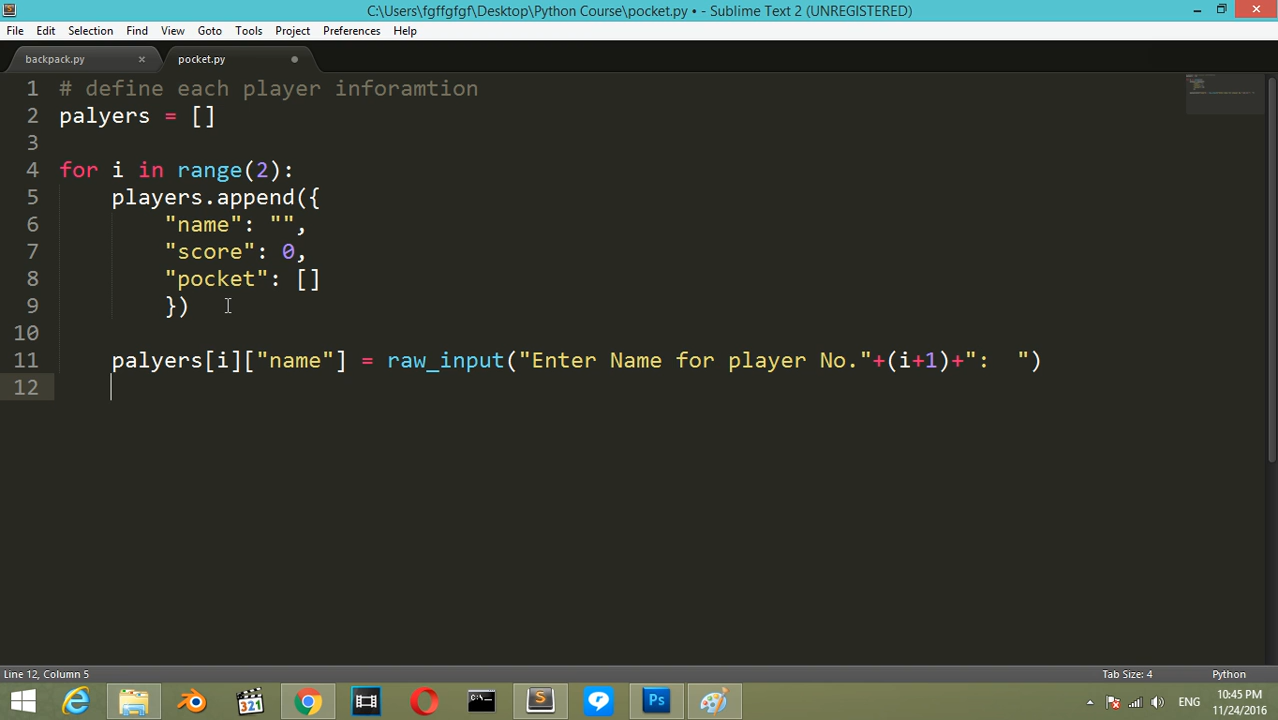 C:\Users\fgffgfgf\Desktop\Python Course\pocket.py • - Sublime Text 2 (UNREGISTERED)
File Edit Selection Find View Goto Tools Project Preferences Help
backpack.py × pocket.py
1 # define each player inforamtion
2 palyers = []
3
4 for i in range(2):
5 players.append({
6 "name": "",
7 "score": 0,
8 "pocket": []
9 })
10
11 palyers[i]["name"] = raw_input("Enter Name for player No."+(i+1)+":  ")
12
Line 12, Column 5 Tab Size: 4 Python
321 C:\ S Ps ENG 10:45 PM
11/24/2016